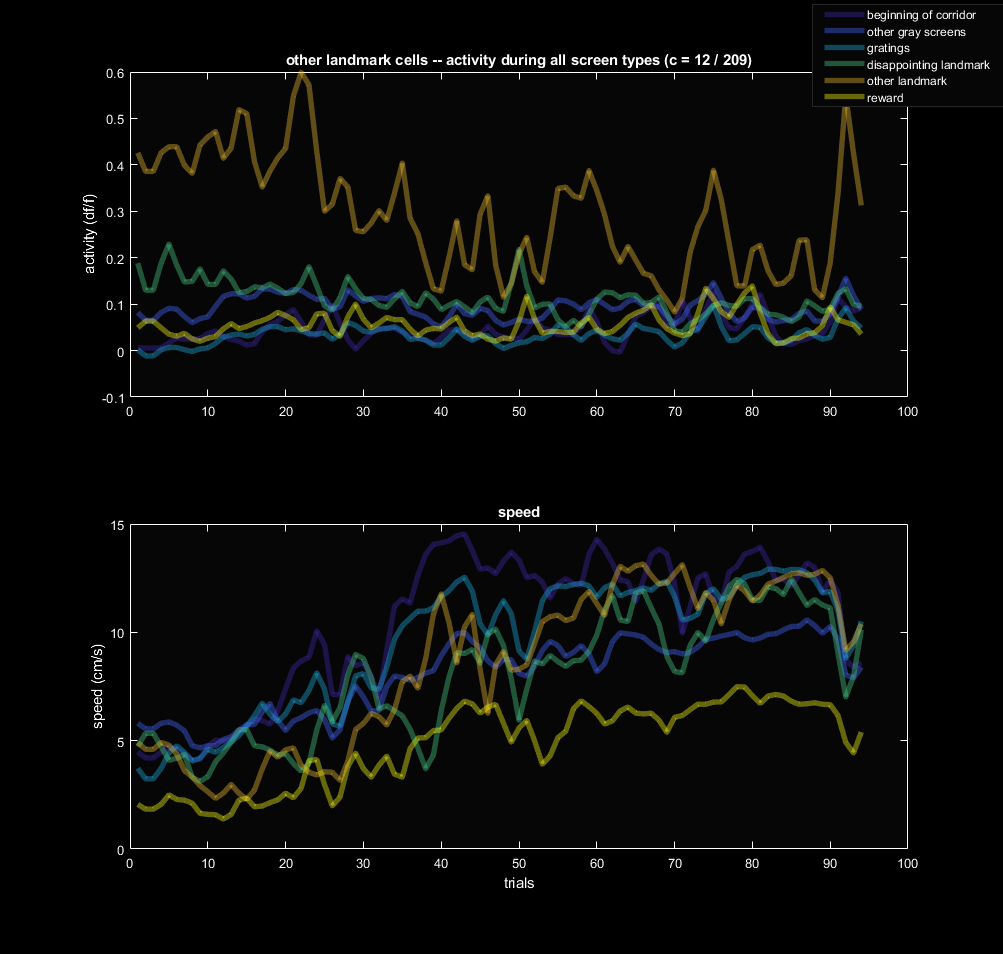 beginning of corridor
other gray screens
gratings
disappointing landmark
other landmark
reward
other landmark cells -- activity during all screen types (c = 12 / 209)
0.6
0.5
0.4
0.3
0.2
0.1
0
-0.1
activity (df/f)
0 10 20 30 40 50 60 70 80 90 100
speed
15
10
5
0
speed (cm/s)
0 10 20 30 40 50 60 70 80 90 100
trials